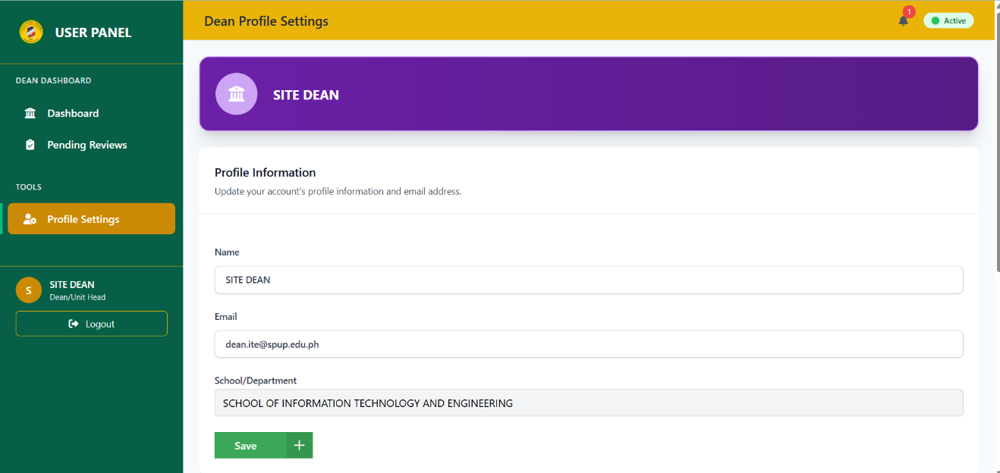 USER PANEL
DEAN DASHBOARD
Dashboard
Pending Reviews
TOOLS
Profile Settings
S
SITE DEAN
Dean/Unit Head
Logout
Dean Profile Settings
1
Active
SITE DEAN
Profile Information
Update your account's profile information and email address.
Name
SITE DEAN
Email
dean.ite@spup.edu.ph
School/Department
SCHOOL OF INFORMATION TECHNOLOGY AND ENGINEERING
Save +